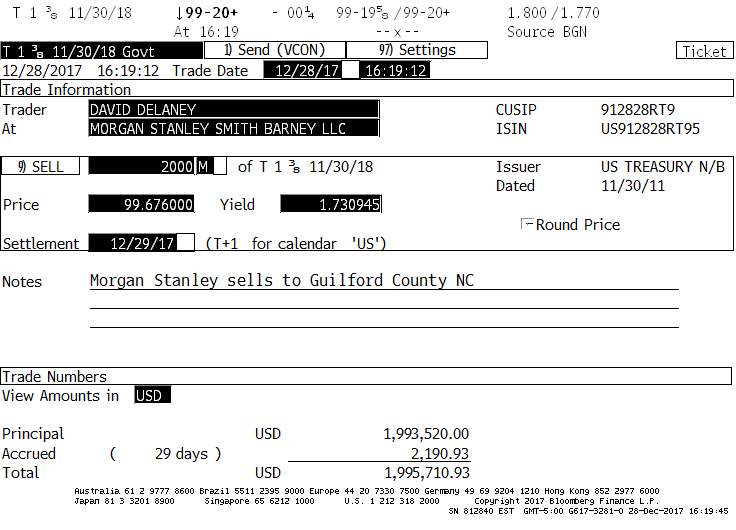 T 1 ³₈ 11/30/18 ↓99-20+ - 00¼ 99-19⁵₈ /99-20+ 1.800 /1.770
At 16:19 -- x -- Source BGN
T 1 ³₈ 11/30/18 Govt 1) Send (VCON) 97) Settings Ticket
12/28/2017 16:19:12 Trade Date 12/28/17 16:19:12
Trade Information
Trader DAVID DELANEY CUSIP 912828RT9
At MORGAN STANLEY SMITH BARNEY LLC ISIN US912828RT95
9) SELL 2000 M of T 1 ³₈ 11/30/18 Issuer US TREASURY N/B
Dated 11/30/11
Price 99.676000 Yield 1.730945
Round Price
Settlement 12/29/17 (T+1 for calendar 'US')
Notes Morgan Stanley sells to Guilford County NC
Trade Numbers
View Amounts in USD
Principal USD 1,993,520.00
Accrued ( 29 days ) 2,190.93
Total USD 1,995,710.93
Australia 61 2 9777 8600 Brazil 5511 2395 9000 Europe 44 20 7330 7500 Germany 49 69 9204 1210 Hong Kong 852 2977 6000
Japan 81 3 3201 8900 Singapore 65 6212 1000 U.S. 1 212 318 2000 Copyright 2017 Bloomberg Finance L.P.
SN 812840 EST GMT-5:00 G617-3281-0 28-Dec-2017 16:19:45